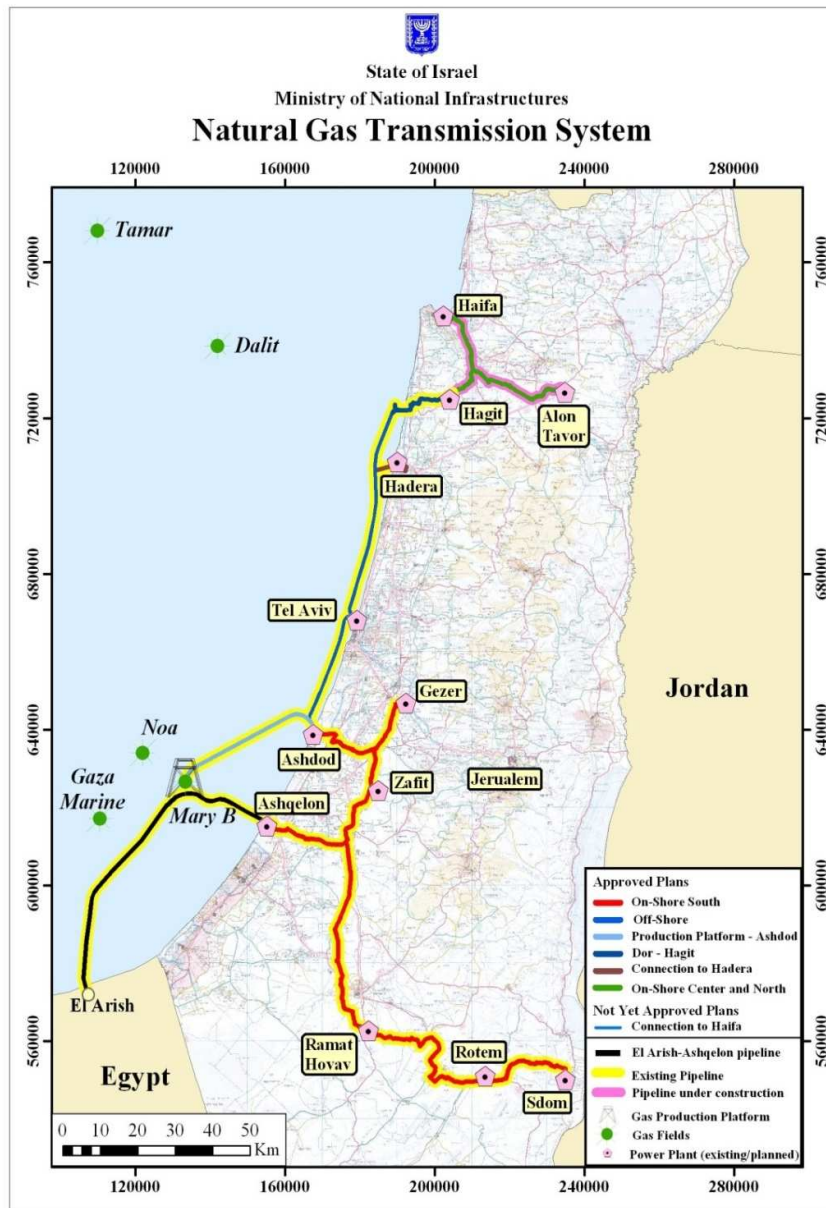 State of Israel
Ministry of National Infrastructures
Natural Gas Transmission System
120000 160000 200000 240000 280000
760000 760000
Tamar
Haifa
Dalit
Hagit
Alon
Tavor
720000 720000
Hadera
680000 680000
Tel Aviv
Gezer
Jordan
640000 640000
Noa
Ashdod
Gaza
Marine
Mary B
Zafit
Jerualem
Ashqelon
600000 600000
El Arish
Egypt
560000 560000
Ramat
Hovav
Rotem
Sdom
Approved Plans
On-Shore South
Off-Shore
Production Platform - Ashdod
Dor - Hagit
Connection to Hadera
On-Shore Center and North
Not Yet Approved Plans
Connection to Haifa
El Arish-Ashqelon pipeline
Existing Pipeline
Pipeline under construction
Gas Production Platform
Gas Fields
Power Plant (existing/planned)
0 10 20 30 40 50
Km
120000 160000 200000 240000 280000